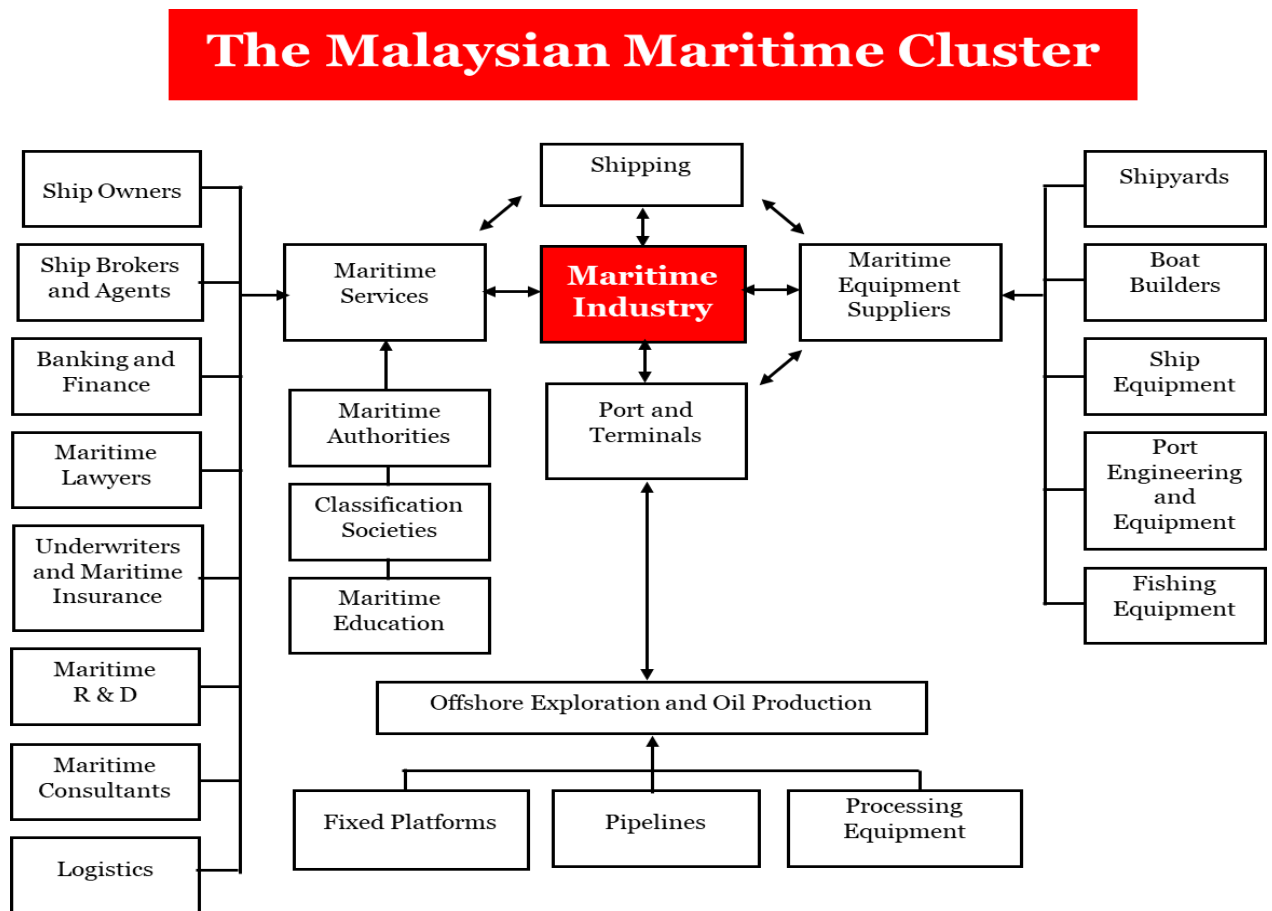 The Malaysian Maritime Cluster
Shipping
Ship Owners
Shipyards
Ship Brokers
and Agents
Maritime
Services
Maritime
Industry
Maritime
Equipment
Suppliers
Boat
Builders
Banking and
Finance
Maritime
Authorities
Port and
Terminals
Ship
Equipment
Maritime
Lawyers
Classification
Societies
Port
Engineering
and
Equipment
Underwriters
and Maritime
Insurance
Maritime
Education
Fishing
Equipment
Maritime
R & D
Offshore Exploration and Oil Production
Maritime
Consultants
Fixed Platforms
Pipelines
Processing
Equipment
Logistics